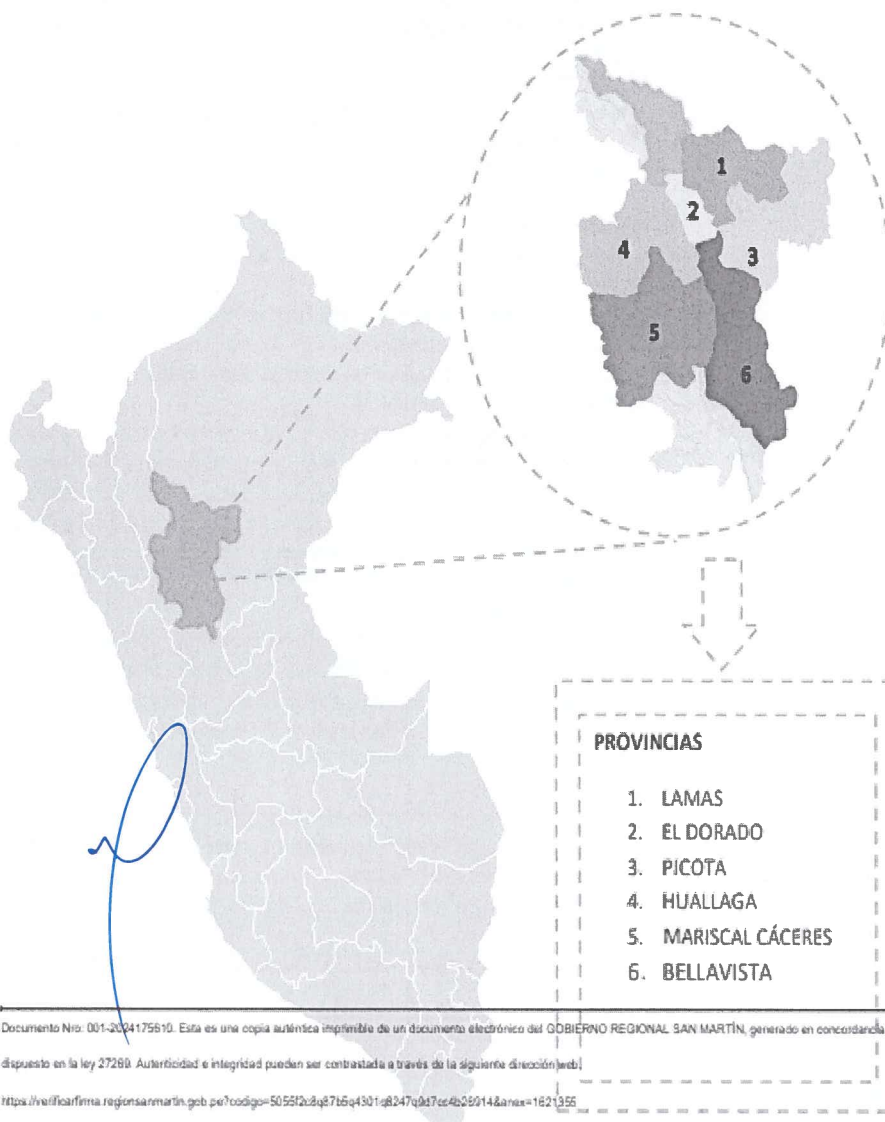 1
2
3
4
5
6
PROVINCIAS
1. LAMAS
2. EL DORADO
3. PICOTA
4. HUALLAGA
5. MARISCAL CÁCERES
6. BELLAVISTA
Documento Nro: 001-2024175610. Esta es una copia auténtica imprimible de un documento electrónico del GOBIERNO REGIONAL SAN MARTÍN, generado en concordancia
dispuesto en la ley 27269. Autenticidad e integridad pueden ser contrastada a través de la siguiente dirección web: